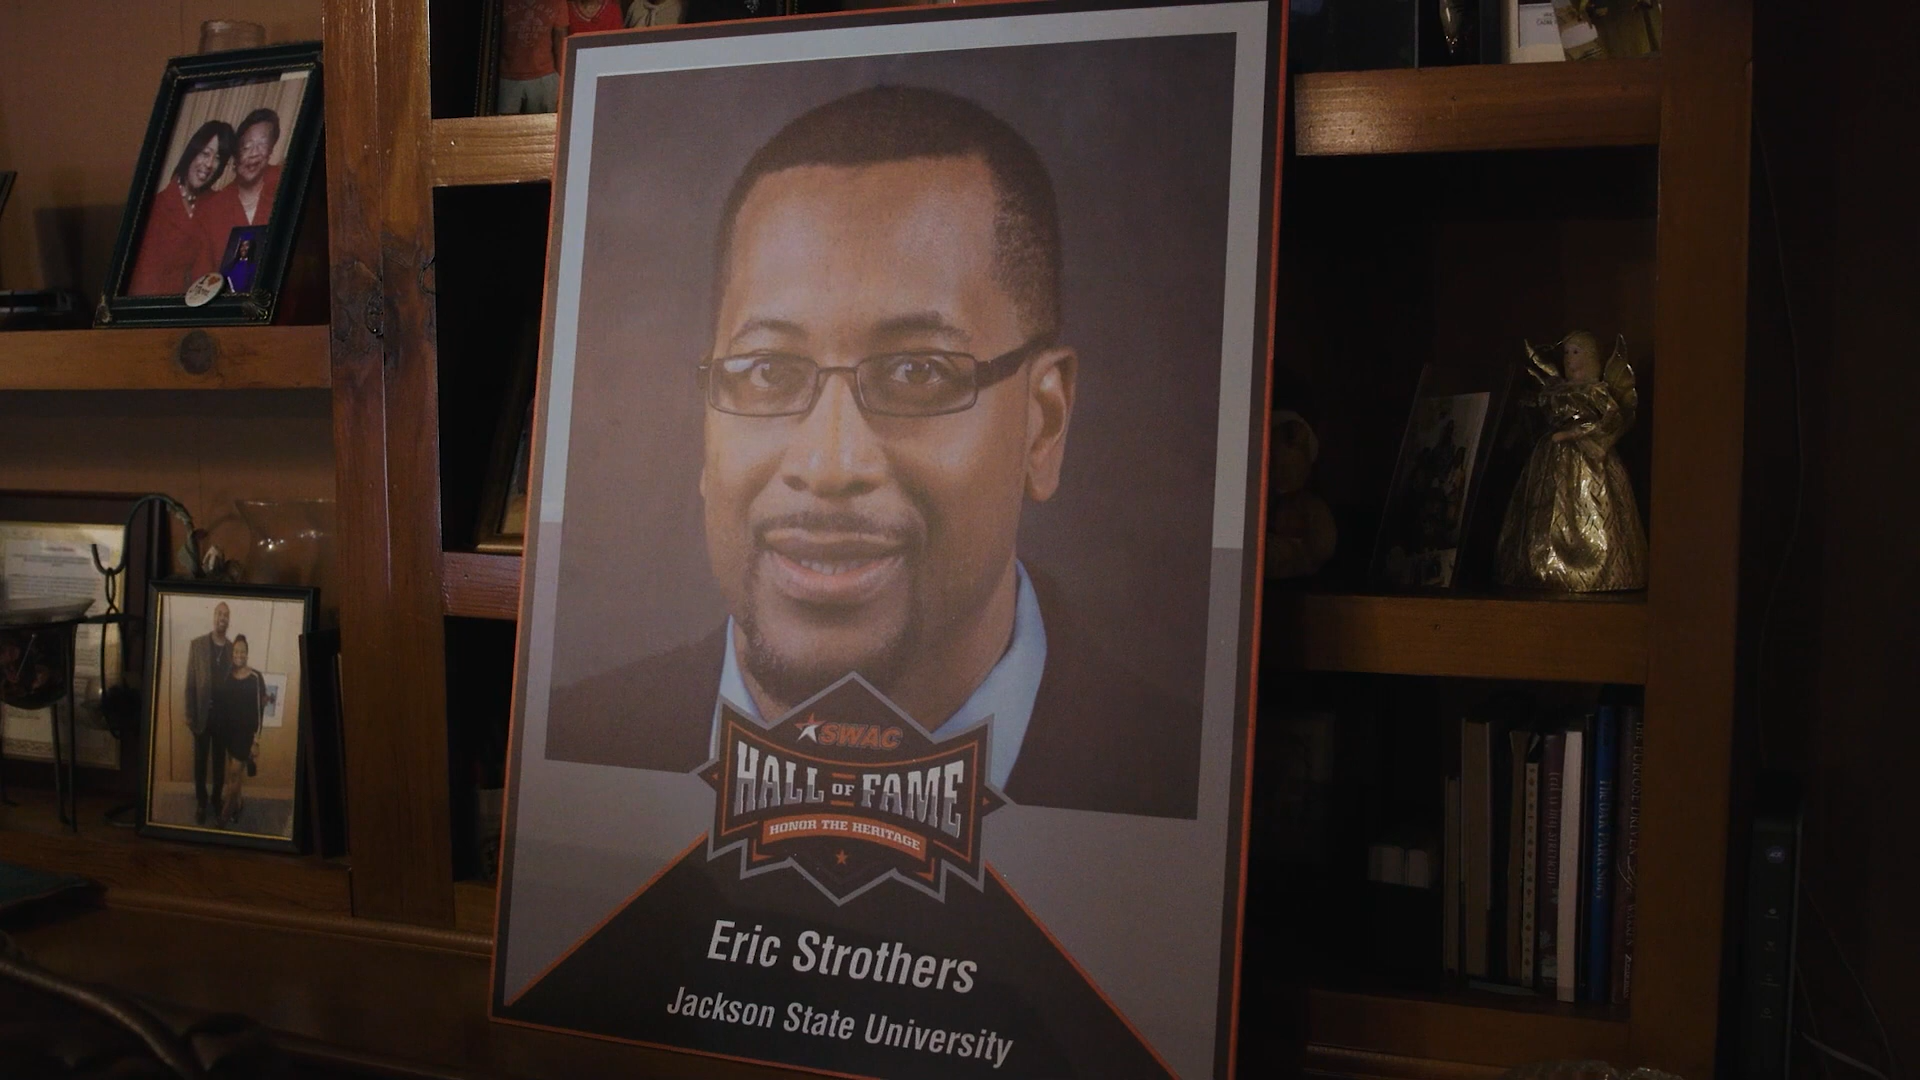 SWAC
HALL OF FAME
HONOR THE HERITAGE
Eric Strothers
Jackson State University